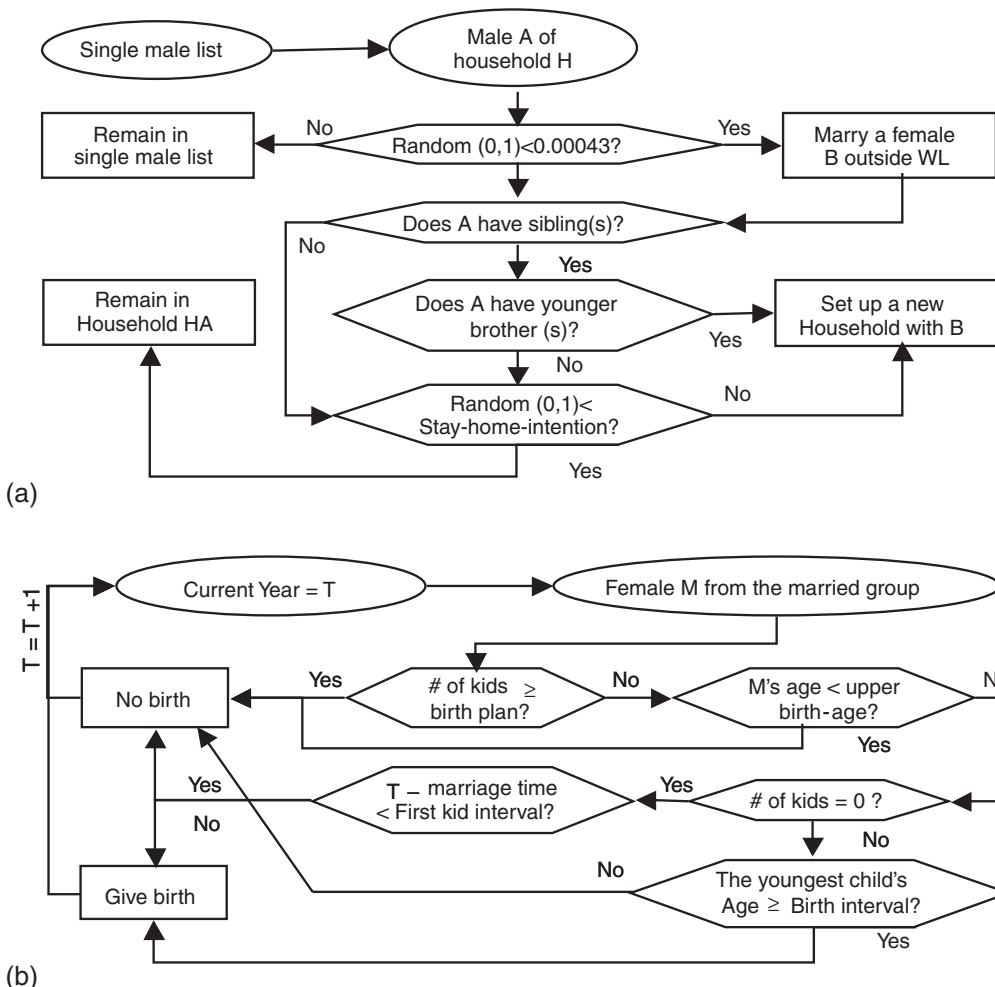 Single male list
Male A of
household H
Remain in
single male list
No
Random (0,1)<0.00043?
Yes
Marry a female
B outside WL
Does A have sibling(s)?
No
Yes
Remain in
Household HA
Does A have younger
brother (s)?
Yes
Set up a new
Household with B
No
Random (0,1)<
Stay-home-intention?
No
Yes
(a)
Current Year = T
Female M from the married group
T = T +1
No birth
Yes
# of kids ≥
birth plan?
No
M's age < upper
birth-age?
N
Yes
Yes
No
T – marriage time
< First kid interval?
Yes
# of kids = 0 ?
No
Give birth
No
The youngest child's
Age ≥ Birth interval?
Yes
(b)